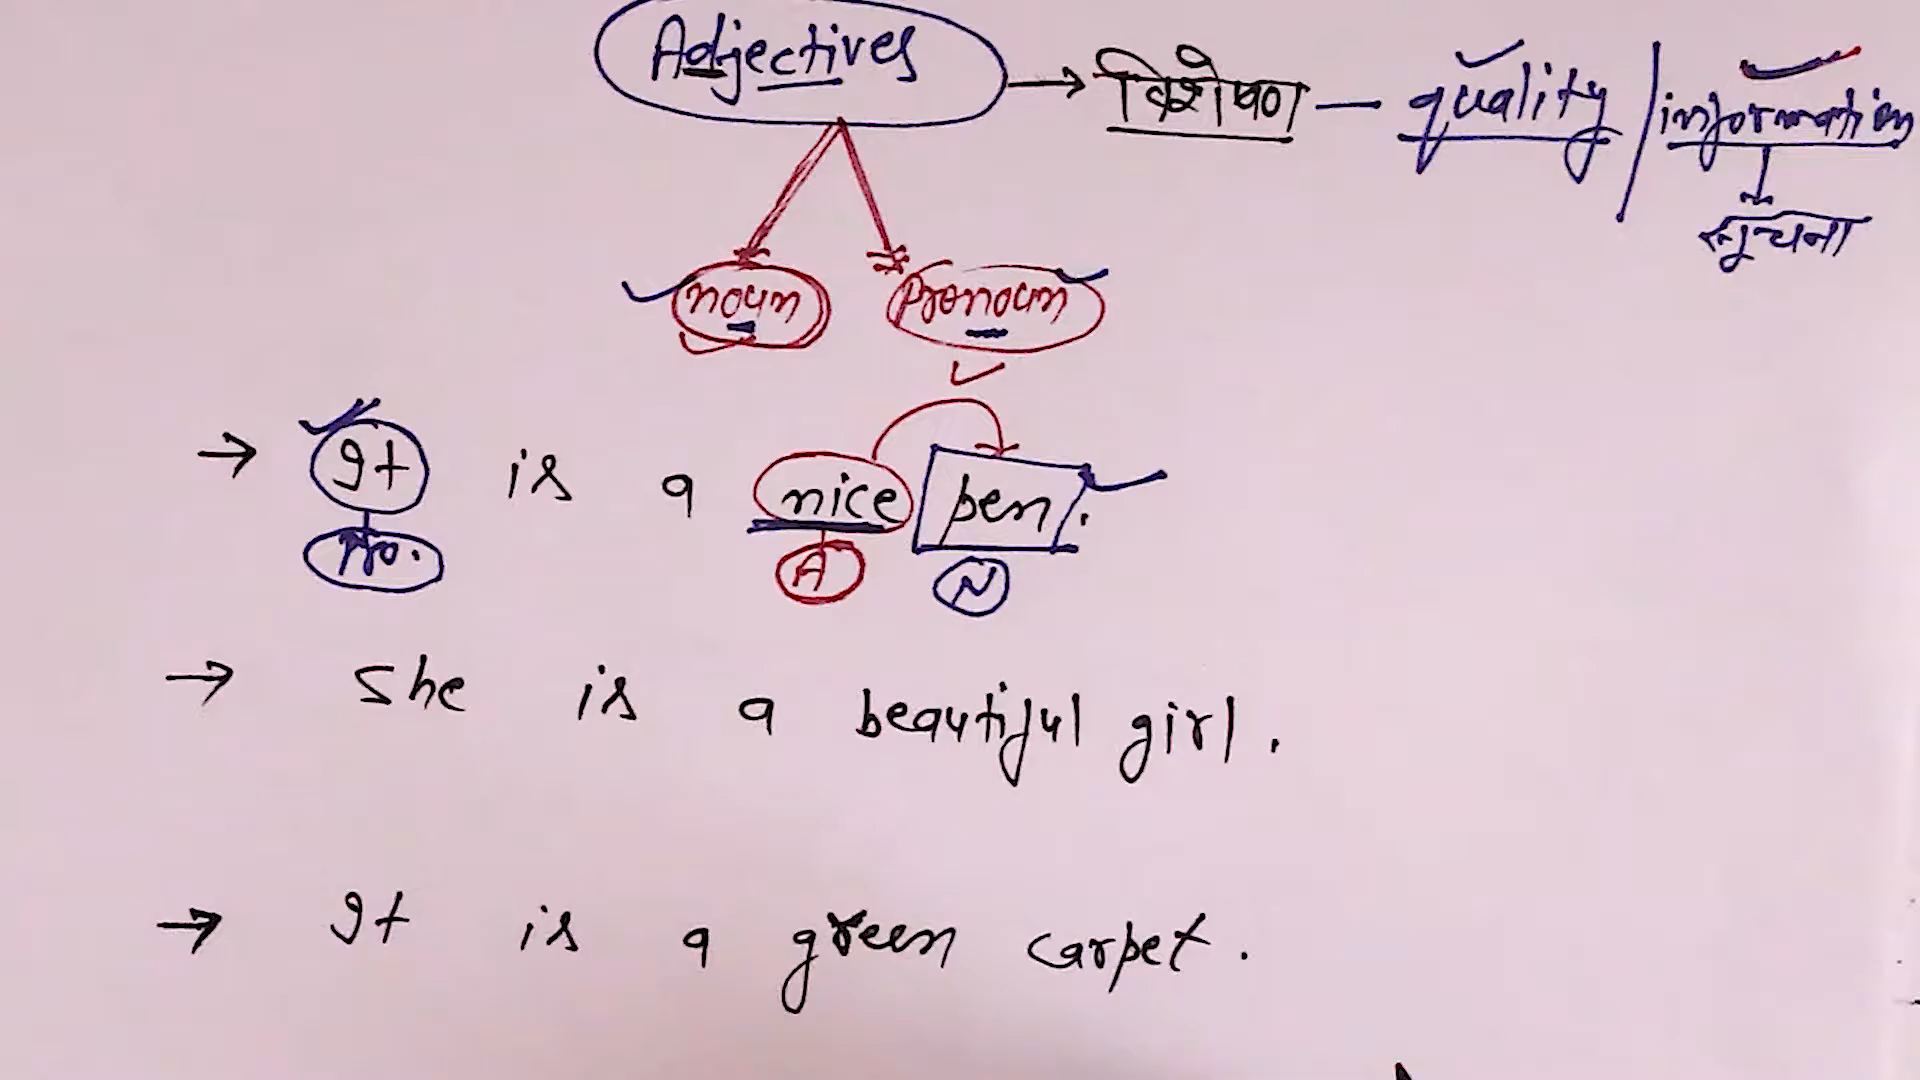 Adjectives → विशेषण — quality / information
सूचना
noun pronoun
→ It is a nice pen.
Pro. A N
→ She is a beautiful girl.
→ It is a green carpet.